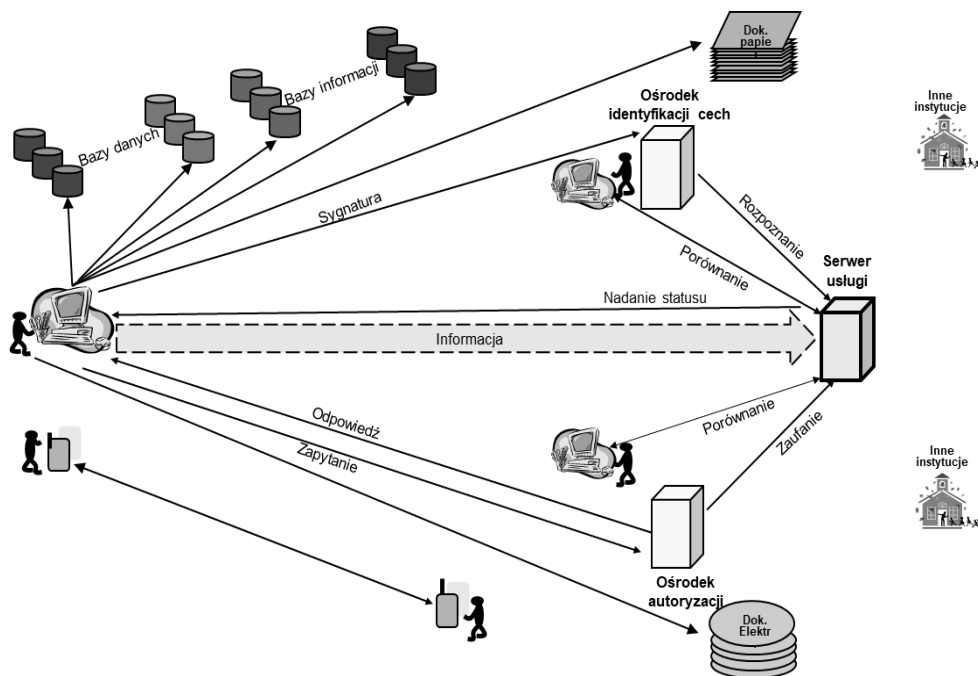 Dok.
papie
Inne
instytucje
Ośrodek
identyfikacji cech
Bazy informacji
Bazy danych
Sygnatura
Rozpoznanie
Porównanie
Serwer
usługi
Nadanie statusu
Informacja
Odpowiedź
Zapytanie
Porównanie
Zaufanie
Inne
instytucje
Ośrodek
autoryzacji
Dok.
Elektr